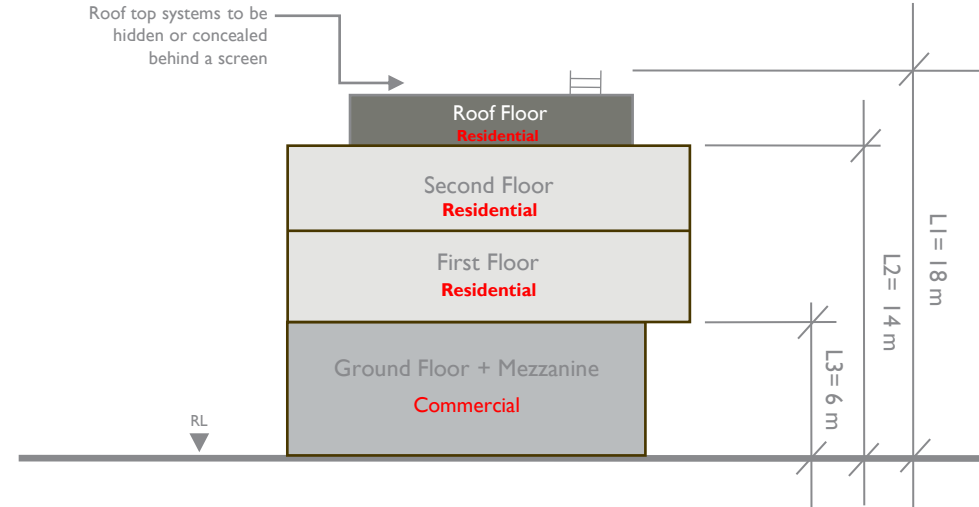 Roof top systems to be
hidden or concealed
behind a screen
Roof Floor
Residential
Second Floor
Residential
First Floor
Residential
Ground Floor + Mezzanine
Commercial
RL
L1= 18 m
L2= 14 m
L3= 6 m